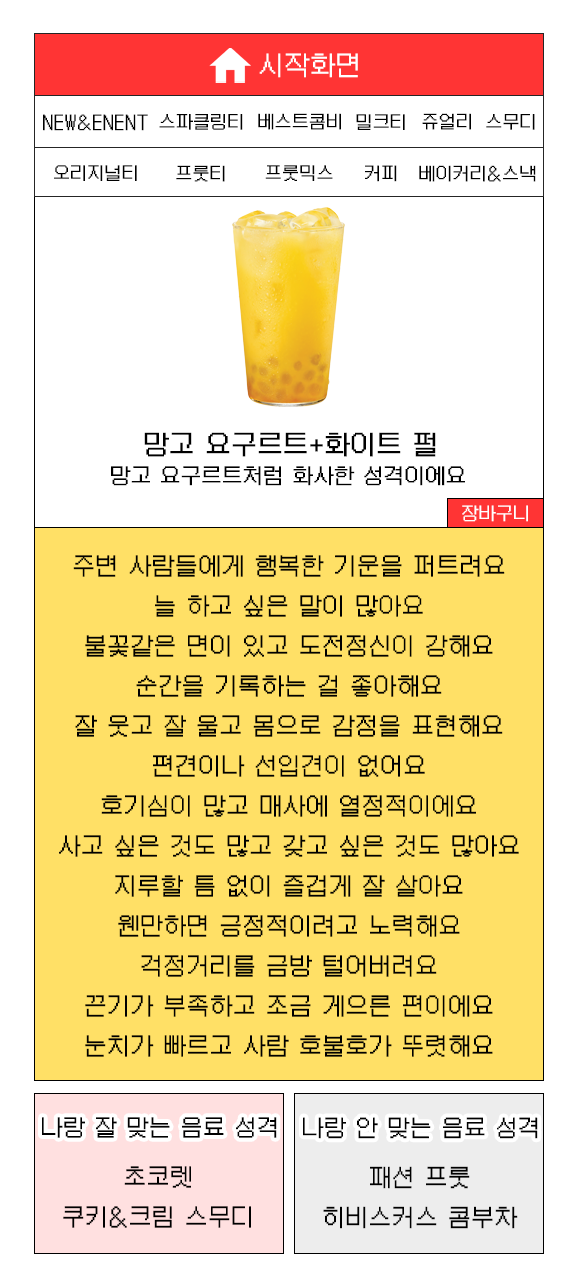 시작화면
NEW&ENENT 스파클링티 베스트콤비 밀크티 쥬얼리 스무디
오리지널티 프룻티 프룻믹스 커피 베이커리&스낵
망고 요구르트+화이트 펄
망고 요구르트처럼 화사한 성격이에요
장바구니
주변 사람들에게 행복한 기운을 퍼트려요
늘 하고 싶은 말이 많아요
불꽃같은 면이 있고 도전정신이 강해요
순간을 기록하는 걸 좋아해요
잘 웃고 잘 울고 몸으로 감정을 표현해요
편견이나 선입견이 없어요
호기심이 많고 매사에 열정적이에요
사고 싶은 것도 많고 갖고 싶은 것도 많아요
지루할 틈 없이 즐겁게 잘 살아요
웬만하면 긍정적이려고 노력해요
걱정거리를 금방 털어버려요
끈기가 부족하고 조금 게으른 편이에요
눈치가 빠르고 사람 호불호가 뚜렷해요
나랑 잘 맞는 음료 성격
초코렛
쿠키&크림 스무디
나랑 안 맞는 음료 성격
패션 프룻
히비스커스 콤부차